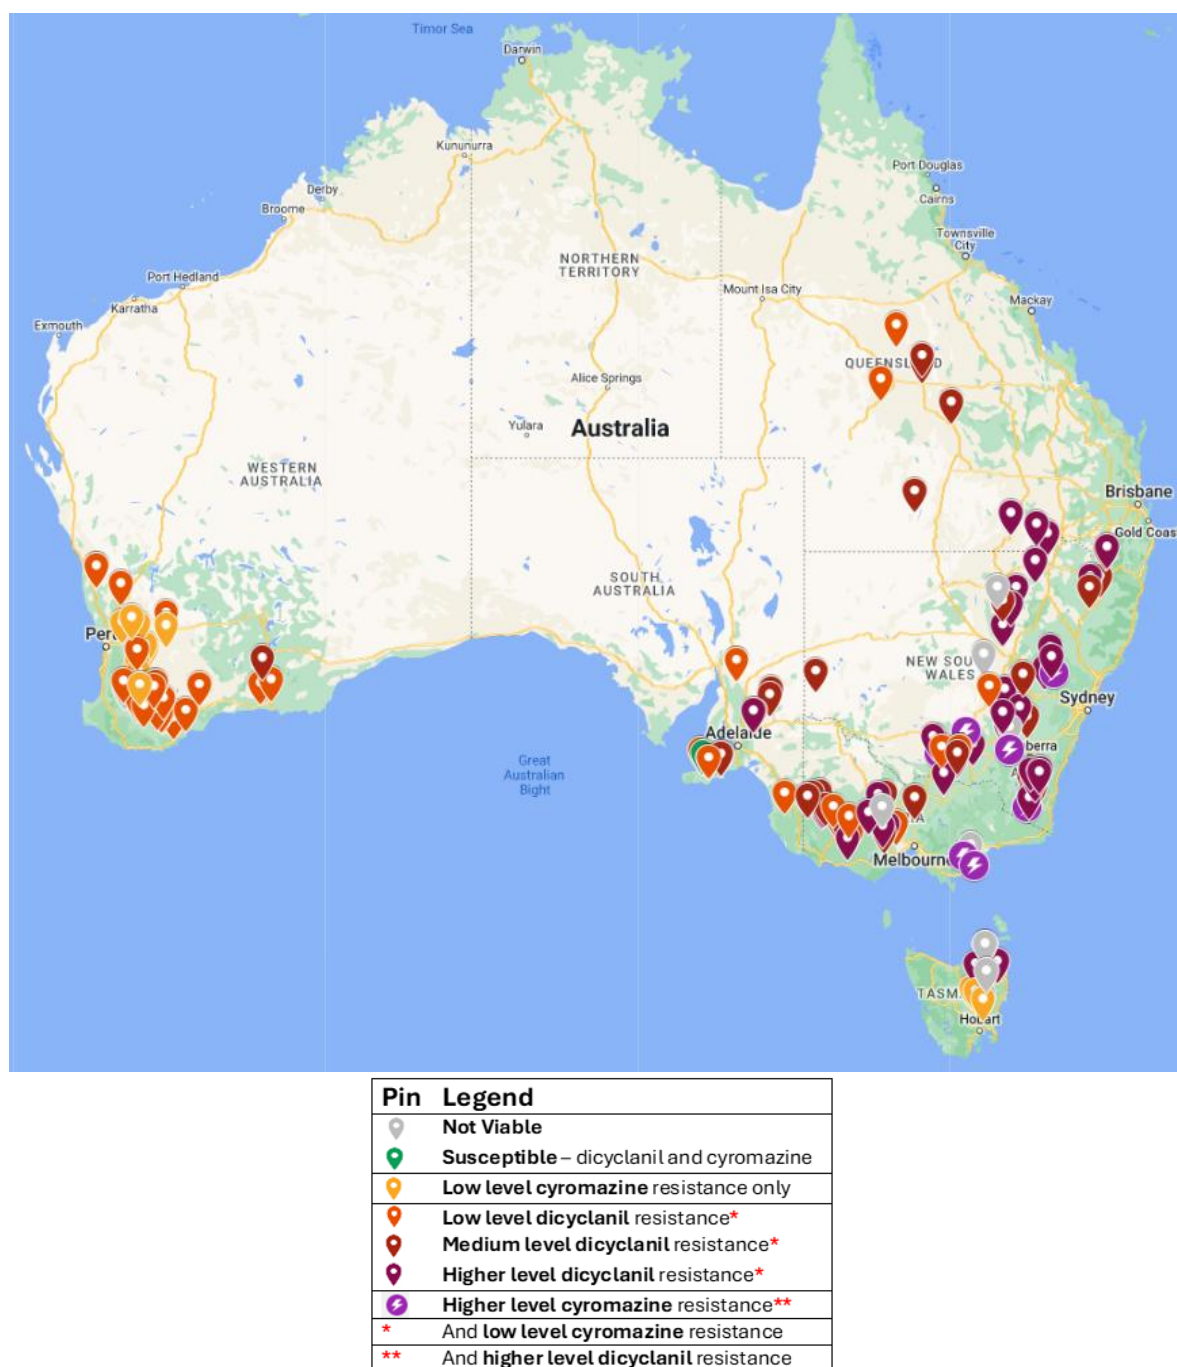 Timor Sea
Darwin
Kununurra
Port Douglas
Cairns
Derby
Broome
Townsville
City
NORTHERN
TERRITORY
Port Hedland
Mount Isa City
Mackay
Karratha
Exmouth
QUEENSLAND
Alice Springs
Yulara
Australia
WESTERN
AUSTRALIA
Brisbane
Gold Coas
SOUTH
AUSTRALIA
Per
NEW SOU
WALES
Sydney
Adelaide
berra
Great
Australian
Bight
Melbourn
TASM
Hobart
Pin Legend
Not Viable
Susceptible – dicyclanil and cyromazine
Low level cyromazine resistance only
Low level dicyclanil resistance*
Medium level dicyclanil resistance*
Higher level dicyclanil resistance*
Higher level cyromazine resistance**
* And low level cyromazine resistance
** And higher level dicyclanil resistance